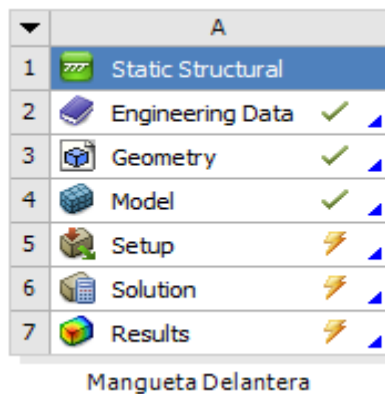 A
1 Static Structural
2 Engineering Data
3 Geometry
4 Model
5 Setup
6 Solution
7 Results
Mangueta Delantera